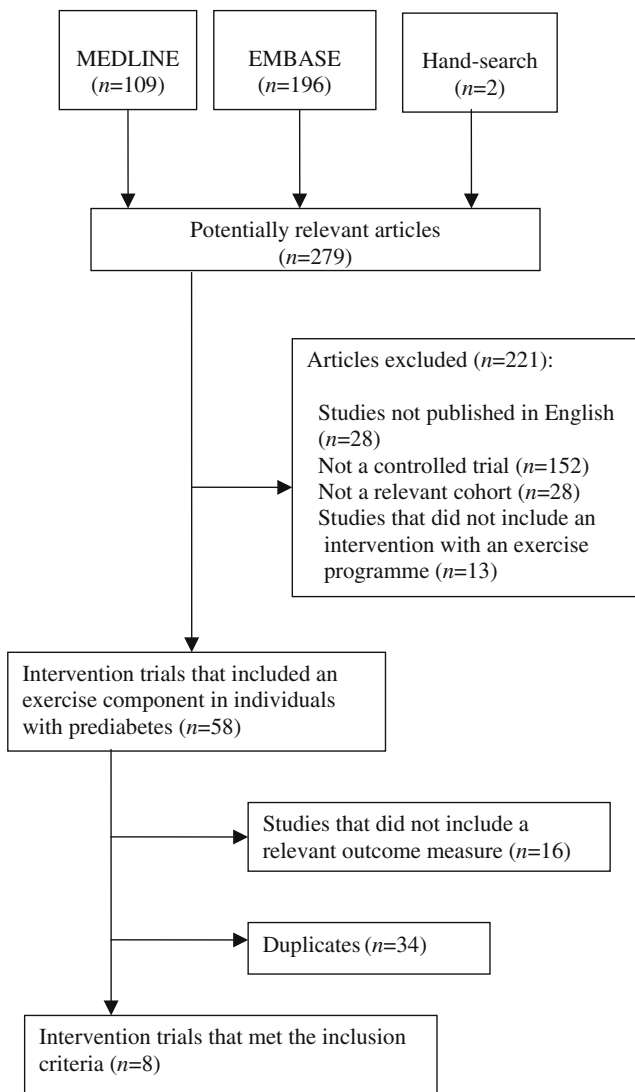 MEDLINE
(n=109)
EMBASE
(n=196)
Hand-search
(n=2)
Potentially relevant articles
(n=279)
Articles excluded (n=221):
Studies not published in English
(n=28)
Not a controlled trial (n=152)
Not a relevant cohort (n=28)
Studies that did not include an
intervention with an exercise
programme (n=13)
Intervention trials that included an
exercise component in individuals
with prediabetes (n=58)
Studies that did not include a
relevant outcome measure (n=16)
Duplicates (n=34)
Intervention trials that met the inclusion
criteria (n=8)